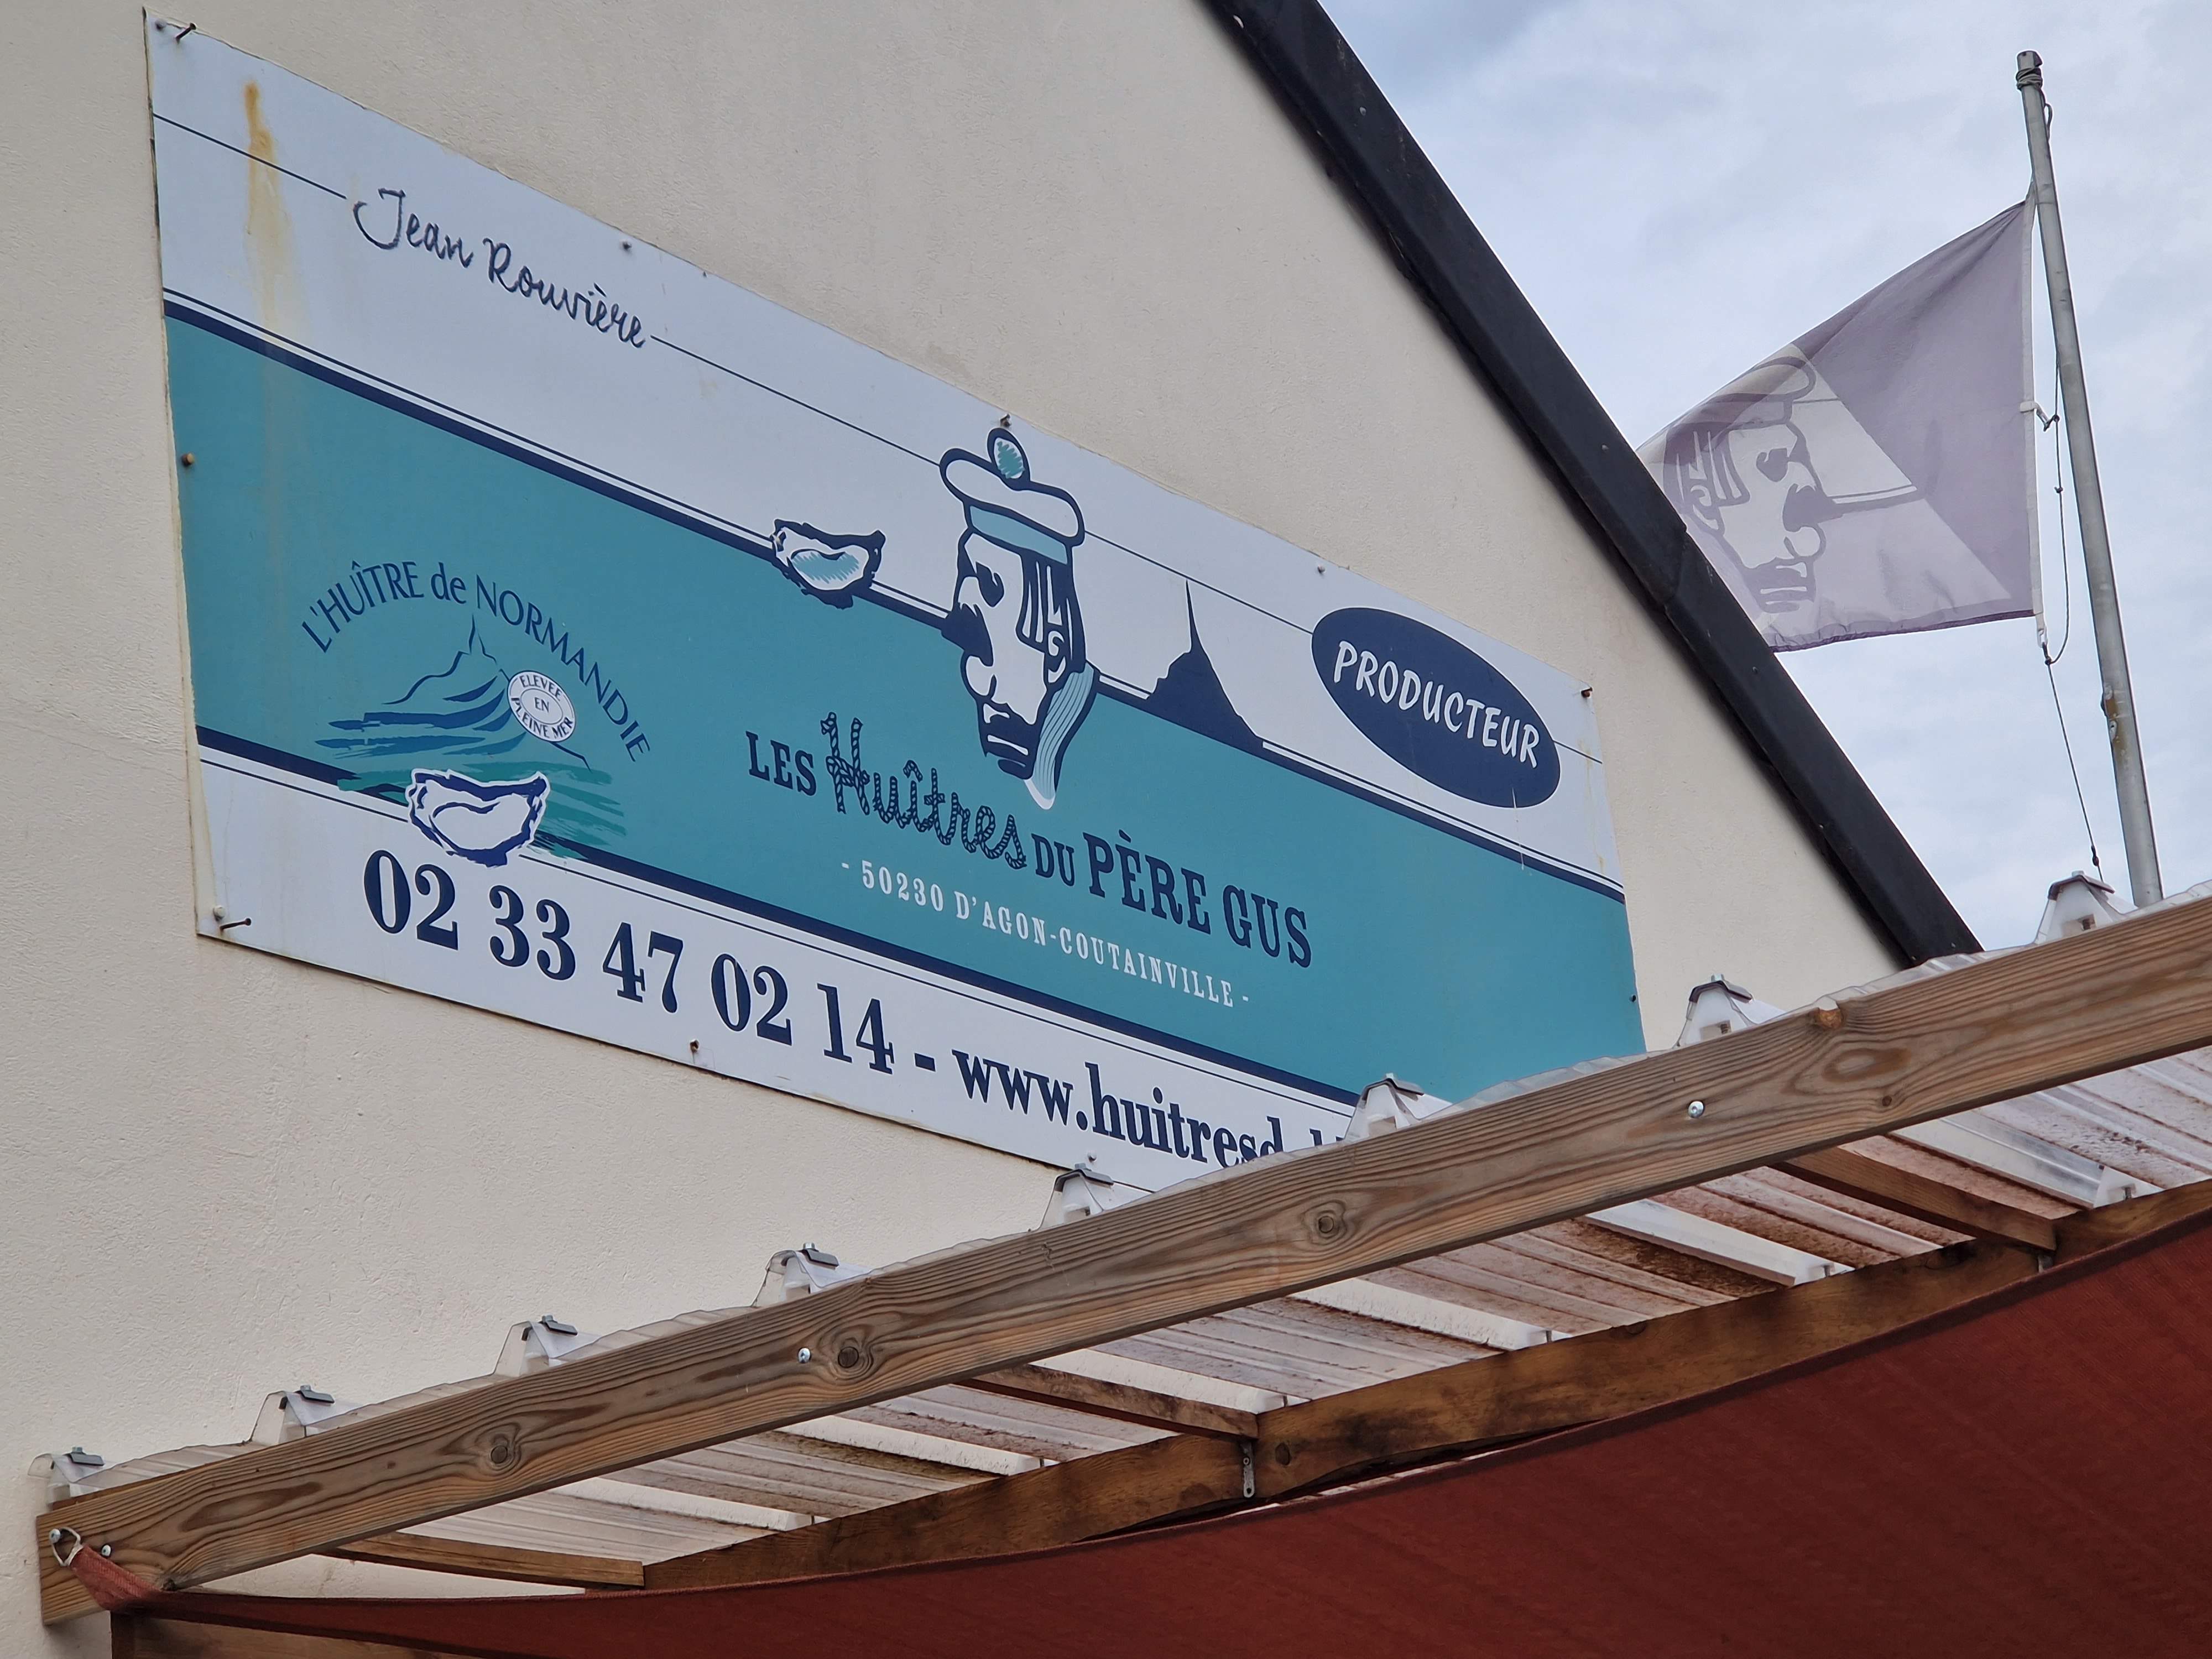 Jean Rouvière
L'HUÎTRE de NORMANDIE
ELEVÉE
EN
PLEINE MER
PRODUCTEUR
LES Huîtres DU PÈRE GUS
- 50230 D'AGON-COUTAINVILLE -
02 33 47 02 14 - www.huitresd